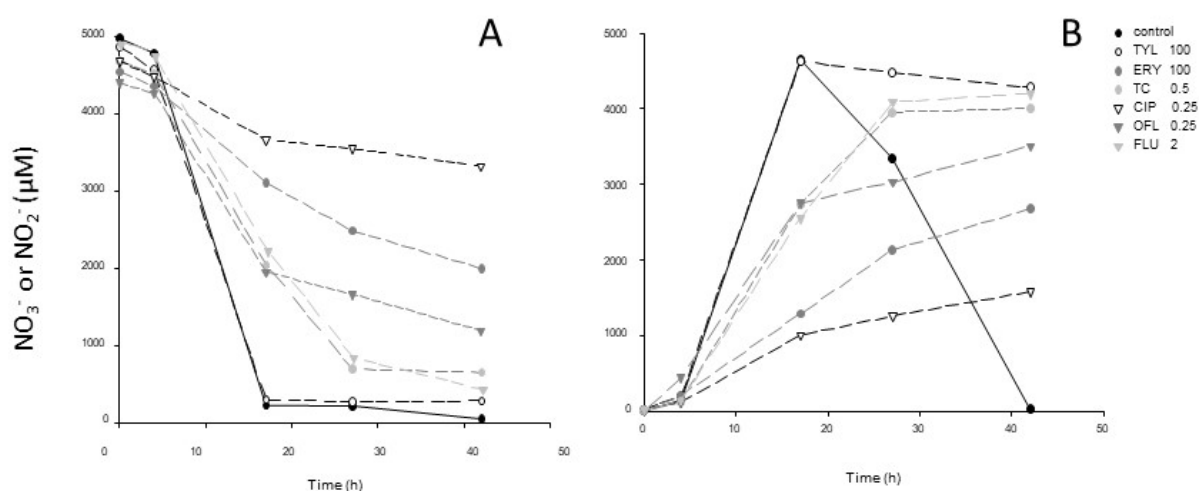 A
B
NO₃⁻ or NO₂⁻ (µM)
5000
4000
3000
2000
1000
0
0 10 20 30 40 50
Time (h)
5000
4000
3000
2000
1000
0
0 10 20 30 40 50
Time (h)
control
TYL 100
ERY 100
TC 0.5
CIP 0.25
OFL 0.25
FLU 2